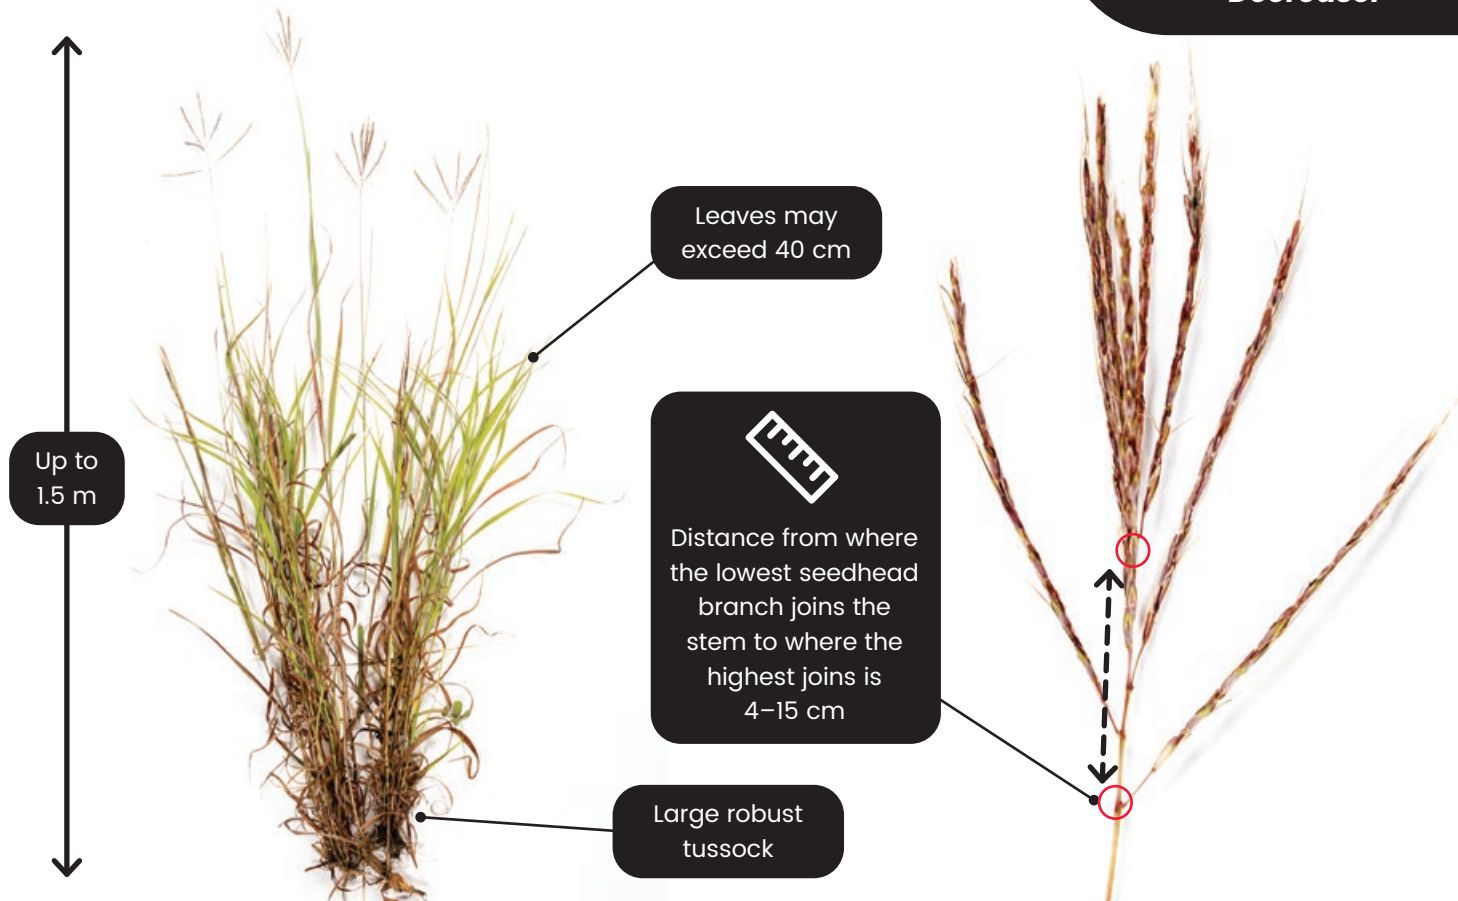 Leaves may
exceed 40 cm
Up to
1.5 m
Distance from where
the lowest seedhead
branch joins the
stem to where the
highest joins is
4–15 cm
Large robust
tussock